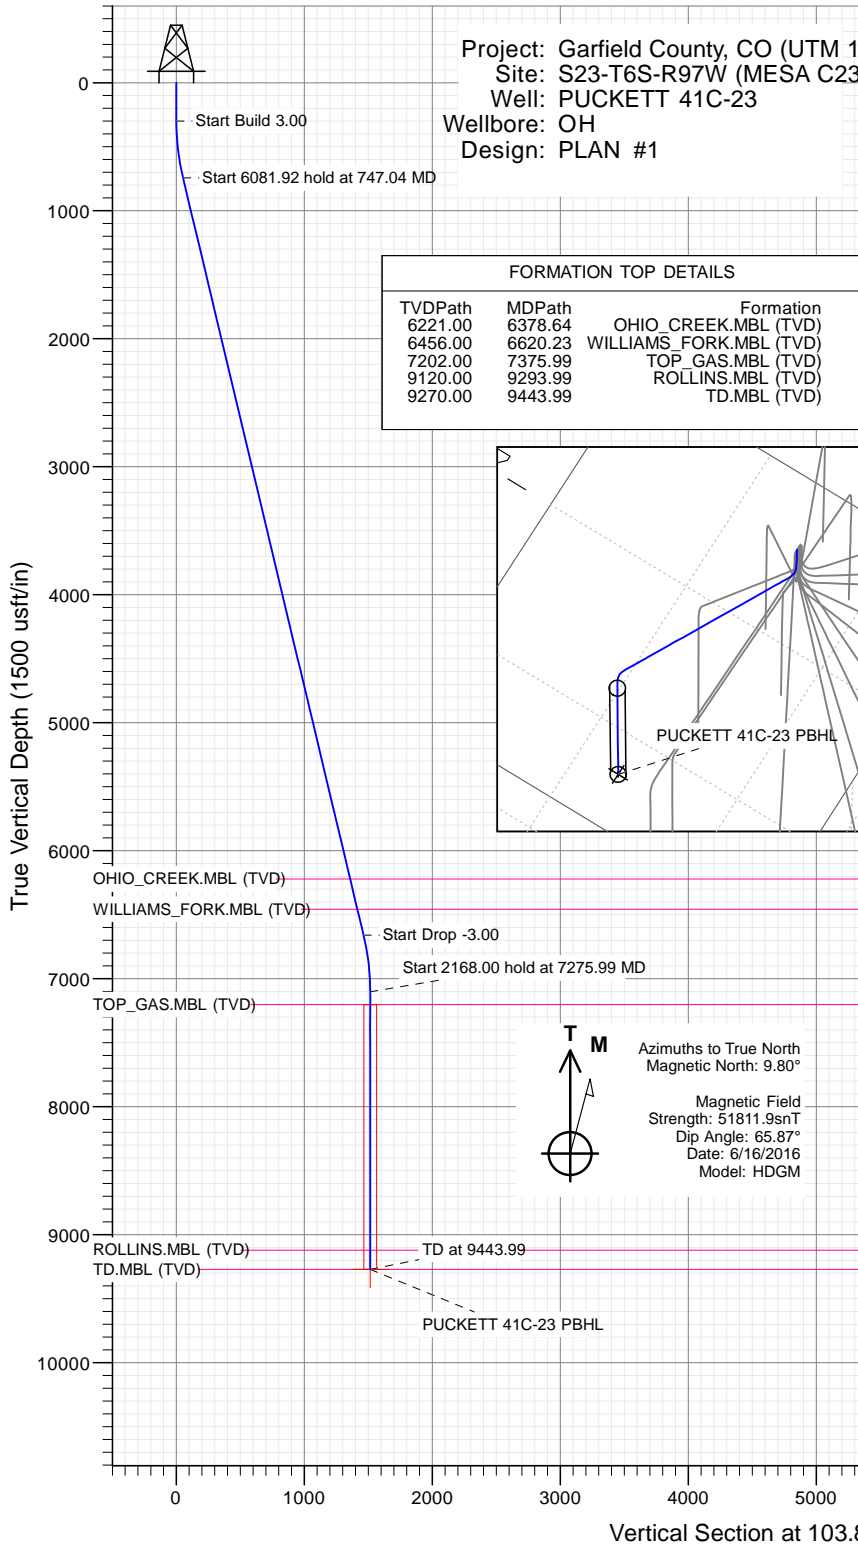 Project: Garfield County, CO (UTM 1
Site: S23-T6S-R97W (MESA C23
Well: PUCKETT 41C-23
Wellbore: OH
Design: PLAN #1
0
Start Build 3.00
Start 6081.92 hold at 747.04 MD
1000
FORMATION TOP DETAILS
TVDPath MDPath Formation
6221.00 6378.64 OHIO_CREEK.MBL (TVD)
6456.00 6620.23 WILLIAMS_FORK.MBL (TVD)
7202.00 7375.99 TOP_GAS.MBL (TVD)
9120.00 9293.99 ROLLINS.MBL (TVD)
9270.00 9443.99 TD.MBL (TVD)
2000
3000
4000
5000
PUCKETT 41C-23 PBHL
True Vertical Depth (1500 usft/in)
6000
OHIO_CREEK.MBL (TVD)
WILLIAMS_FORK.MBL (TVD)
Start Drop -3.00
Start 2168.00 hold at 7275.99 MD
7000
TOP_GAS.MBL (TVD)
T
M
Azimuths to True North
Magnetic North: 9.80°
Magnetic Field
Strength: 51811.9snT
Dip Angle: 65.87°
Date: 6/16/2016
Model: HDGM
8000
9000
ROLLINS.MBL (TVD)
TD at 9443.99
TD.MBL (TVD)
PUCKETT 41C-23 PBHL
10000
0 1000 2000 3000 4000 5000
Vertical Section at 103.8